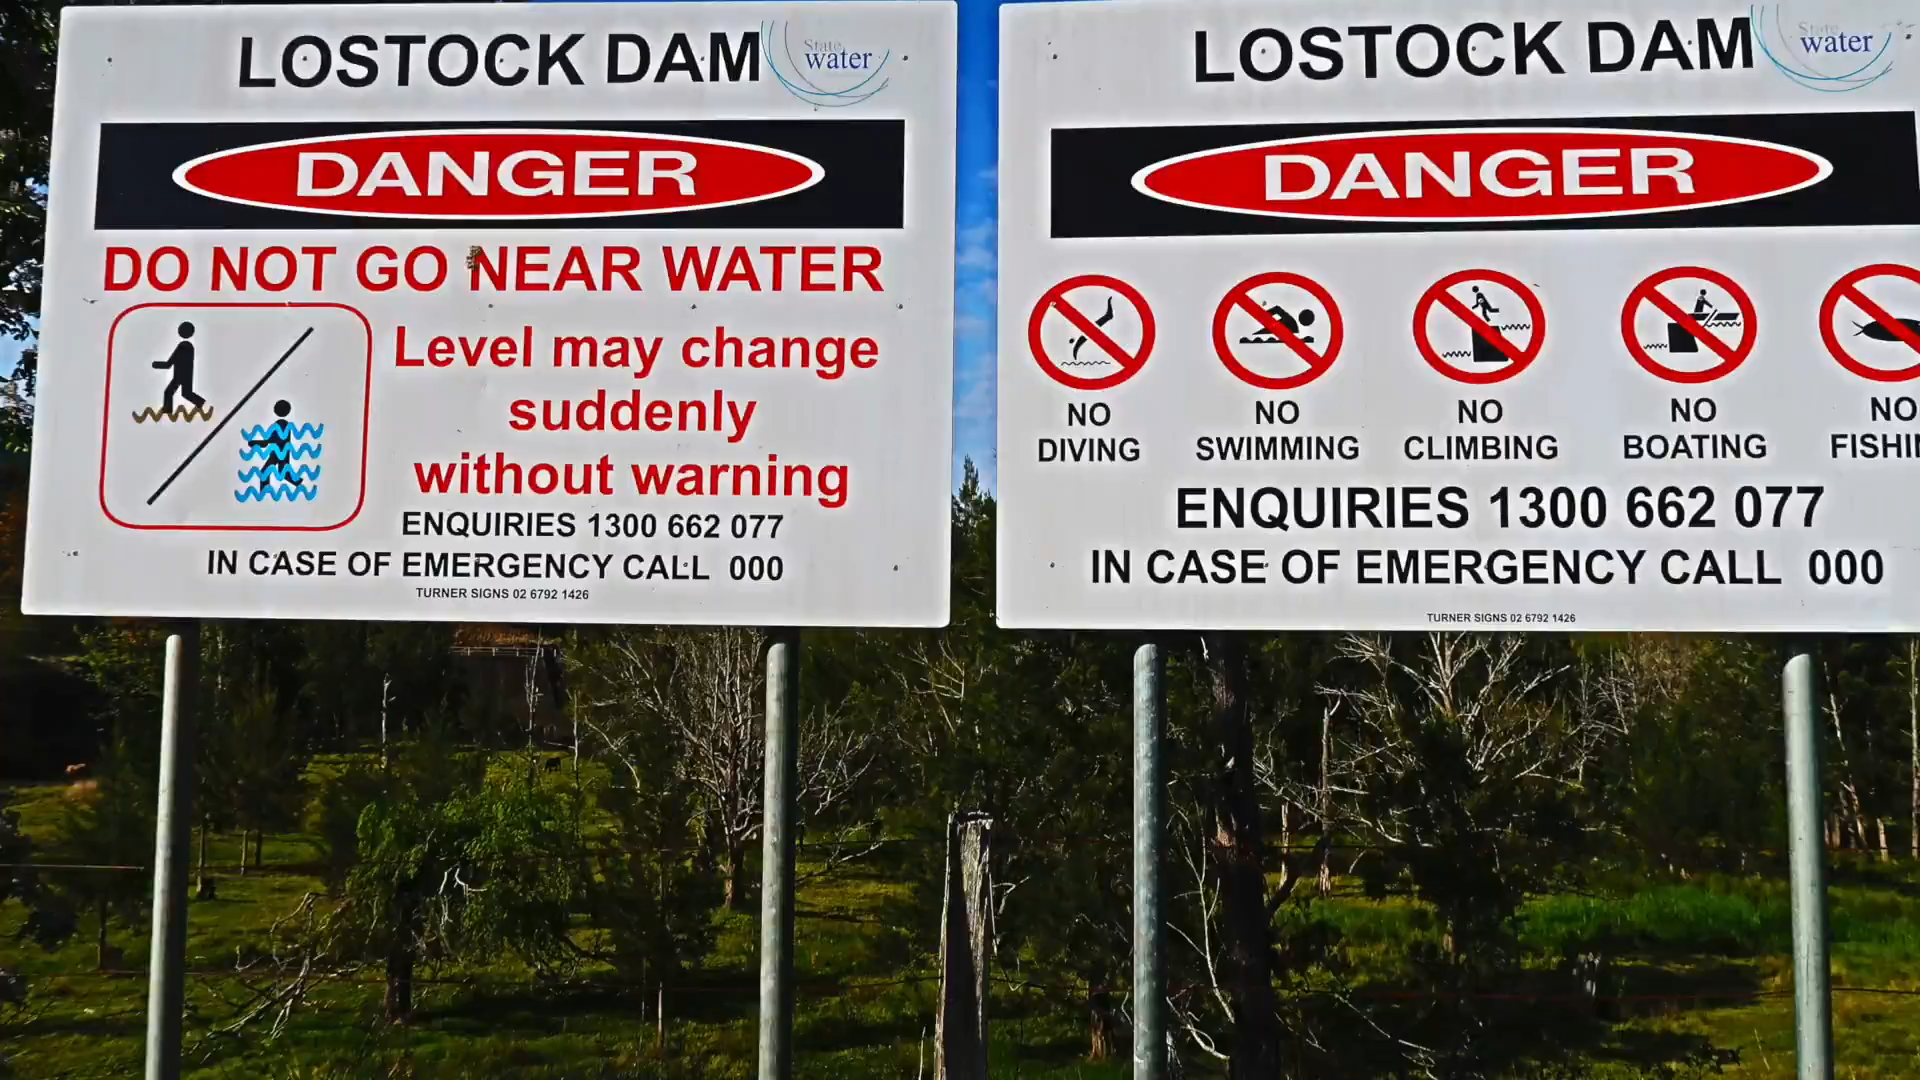 LOSTOCK DAM
State
water
DANGER
DO NOT GO NEAR WATER
Level may change
suddenly
without warning
ENQUIRIES 1300 662 077
IN CASE OF EMERGENCY CALL 000
TURNER SIGNS 02 6792 1426
LOSTOCK DAM
State
water
DANGER
NO
DIVING
NO
SWIMMING
NO
CLIMBING
NO
BOATING
NO
FISHIN
ENQUIRIES 1300 662 077
IN CASE OF EMERGENCY CALL 000
TURNER SIGNS 02 6792 1426